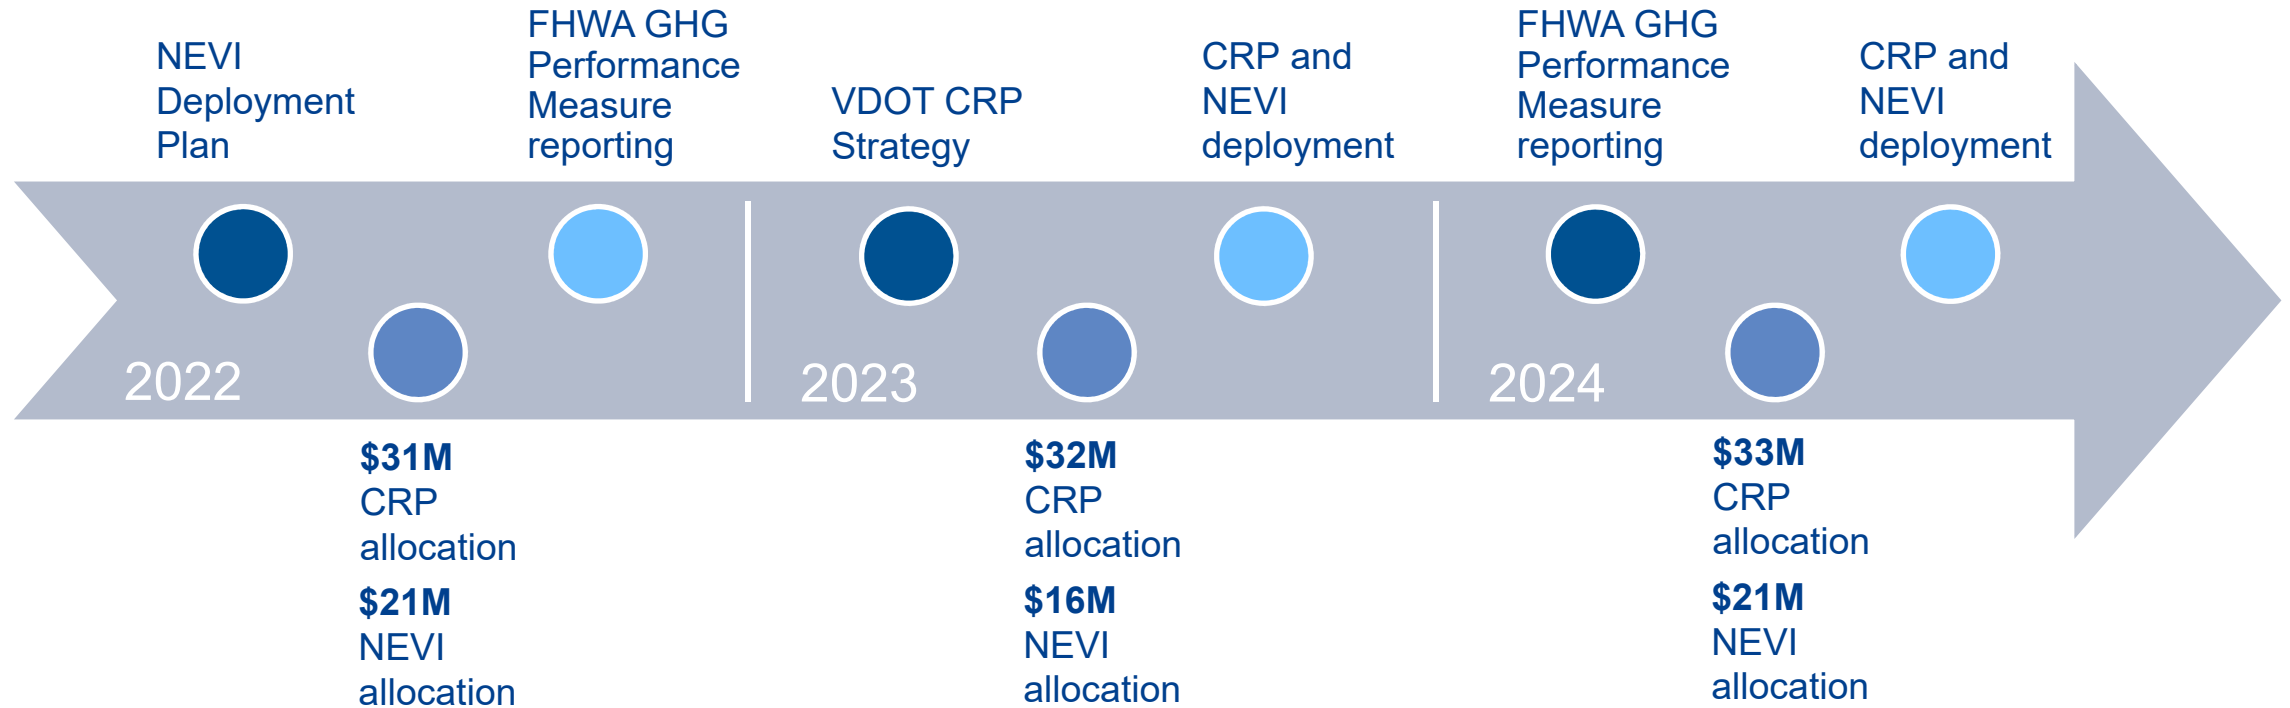 NEVI
Deployment
Plan
FHWA GHG
Performance
Measure
reporting
VDOT CRP
Strategy
CRP and
NEVI
deployment
FHWA GHG
Performance
Measure
reporting
CRP and
NEVI
deployment
2022
2023
2024
$31M
CRP
allocation
$21M
NEVI
allocation
$32M
CRP
allocation
$16M
NEVI
allocation
$33M
CRP
allocation
$21M
NEVI
allocation